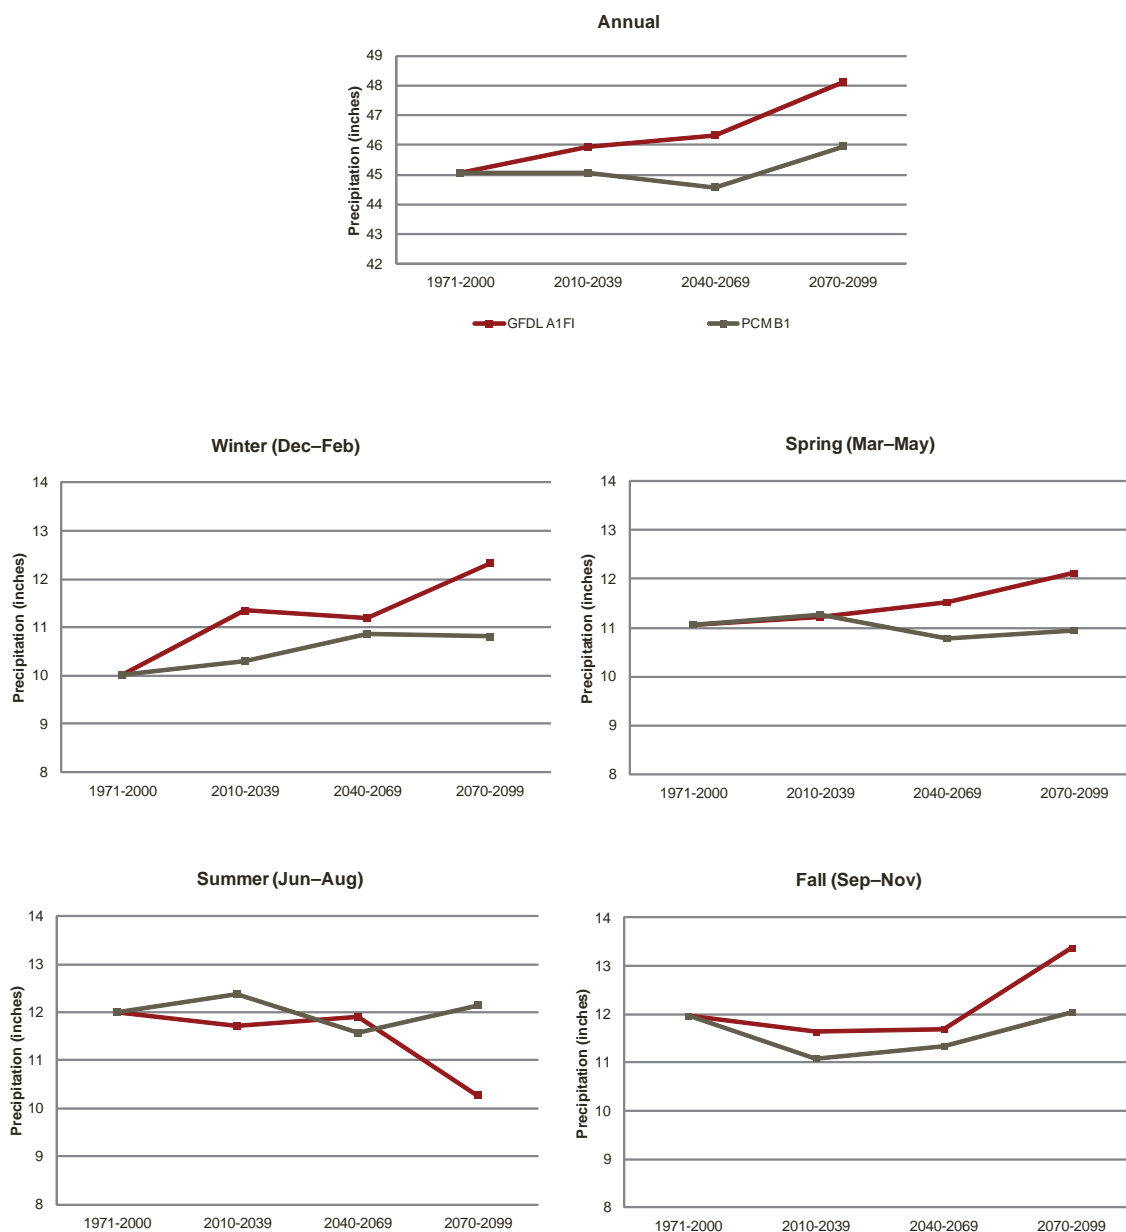 Annual
Precipitation (inches)
49
48
47
46
45
44
43
42
1971-2000 2010-2039 2040-2069 2070-2099
GFDL A1FI PCM B1
Winter (Dec–Feb)
Precipitation (inches)
14
13
12
11
10
9
8
1971-2000 2010-2039 2040-2069 2070-2099
Spring (Mar–May)
Precipitation (inches)
14
13
12
11
10
9
8
1971-2000 2010-2039 2040-2069 2070-2099
Summer (Jun–Aug)
Precipitation (inches)
14
13
12
11
10
9
8
1971-2000 2010-2039 2040-2069 2070-2099
Fall (Sep–Nov)
Precipitation (inches)
14
13
12
11
10
9
8
1971-2000 2010-2039 2040-2069 2070-2099